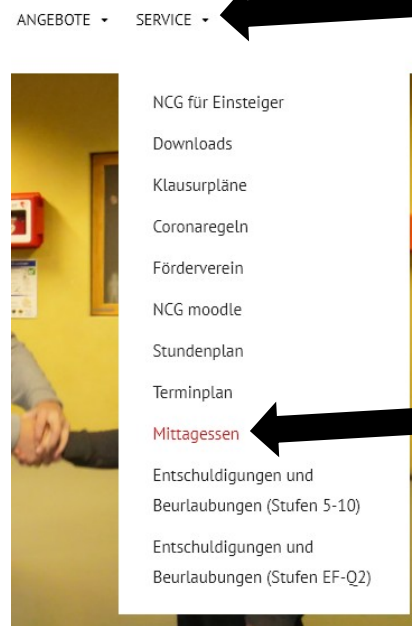 ANGEBOTE SERVICE
NCG für Einsteiger
Downloads
Klausurpläne
Coronaregeln
Förderverein
NCG moodle
Stundenplan
Terminplan
Mittagessen
Entschuldigungen und
Beurlaubungen (Stufen 5-10)
Entschuldigungen und
Beurlaubungen (Stufen EF-Q2)